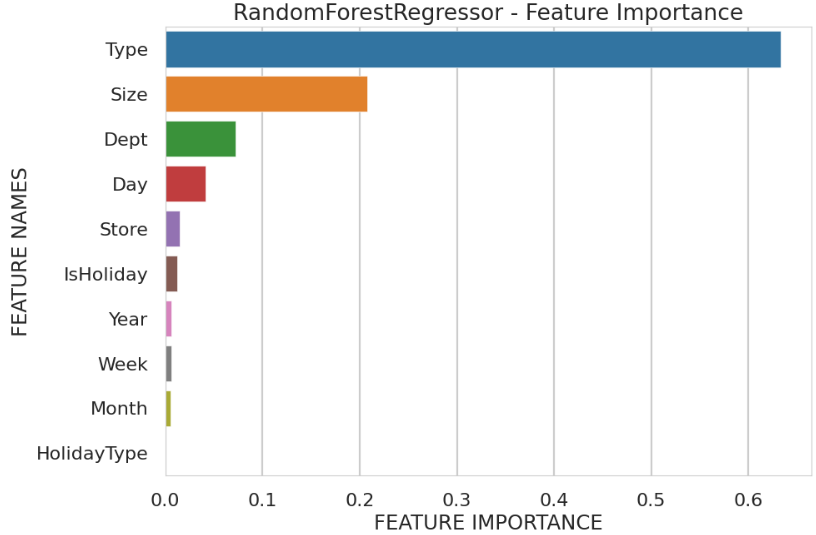 RandomForestRegressor - Feature Importance
FEATURE NAMES
Type
Size
Dept
Day
Store
IsHoliday
Year
Week
Month
HolidayType
0.0 0.1 0.2 0.3 0.4 0.5 0.6
FEATURE IMPORTANCE